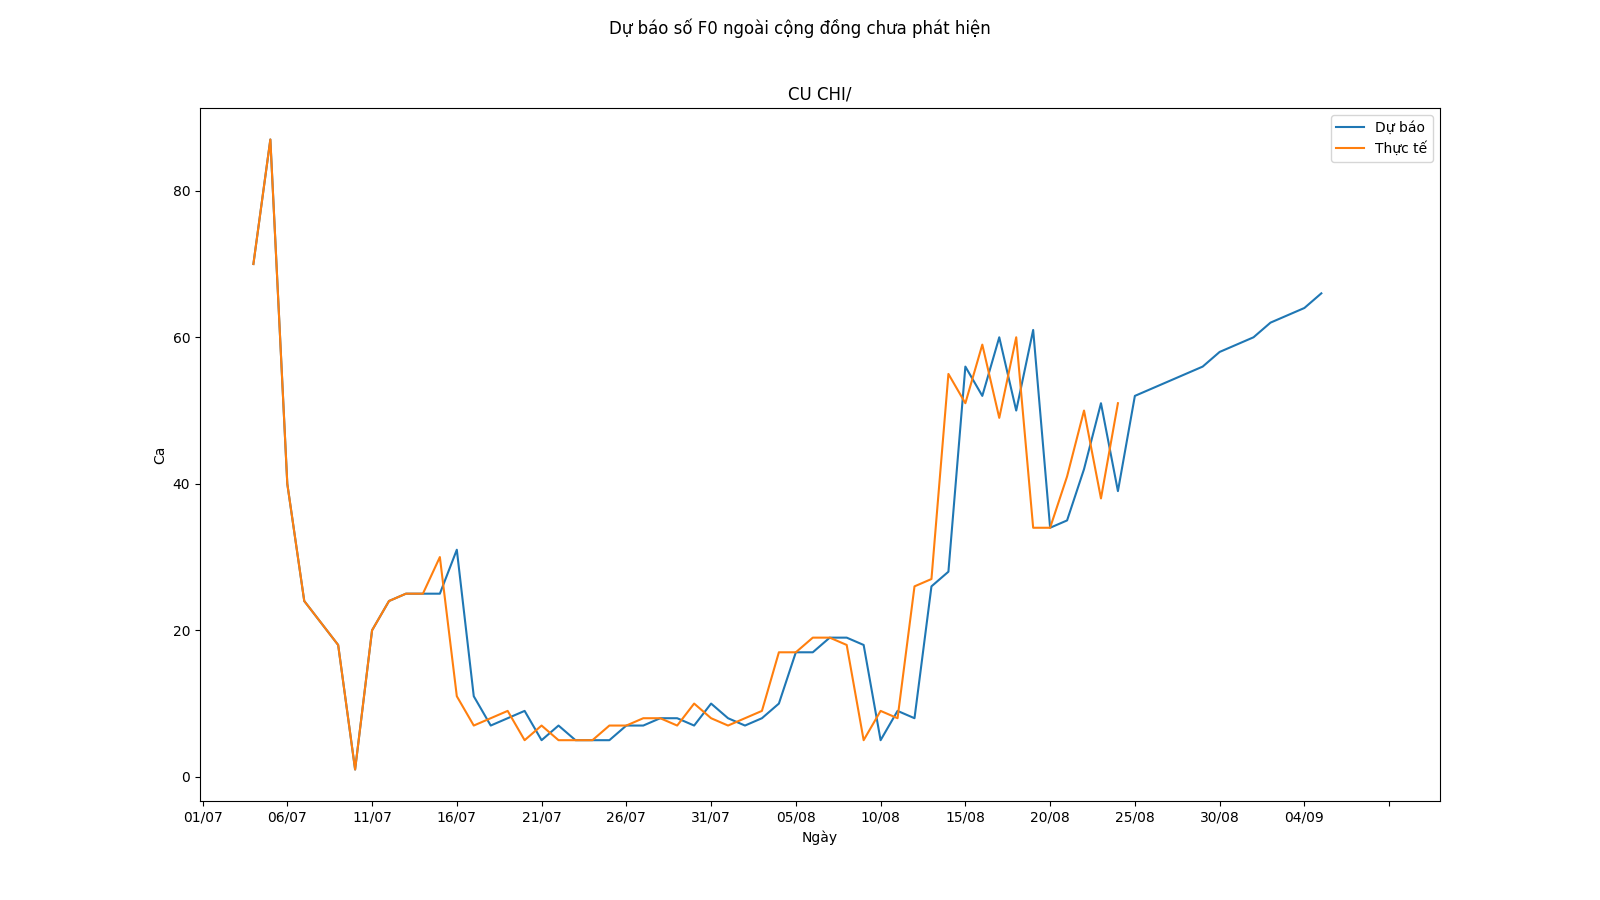 Dự báo số F0 ngoài cộng đồng chưa phát hiện
CU CHI/
Dự báo
Thực tế
80
60
40
20
0
Ca
01/07 06/07 11/07 16/07 21/07 26/07 31/07 05/08 10/08 15/08 20/08 25/08 30/08 04/09
Ngày